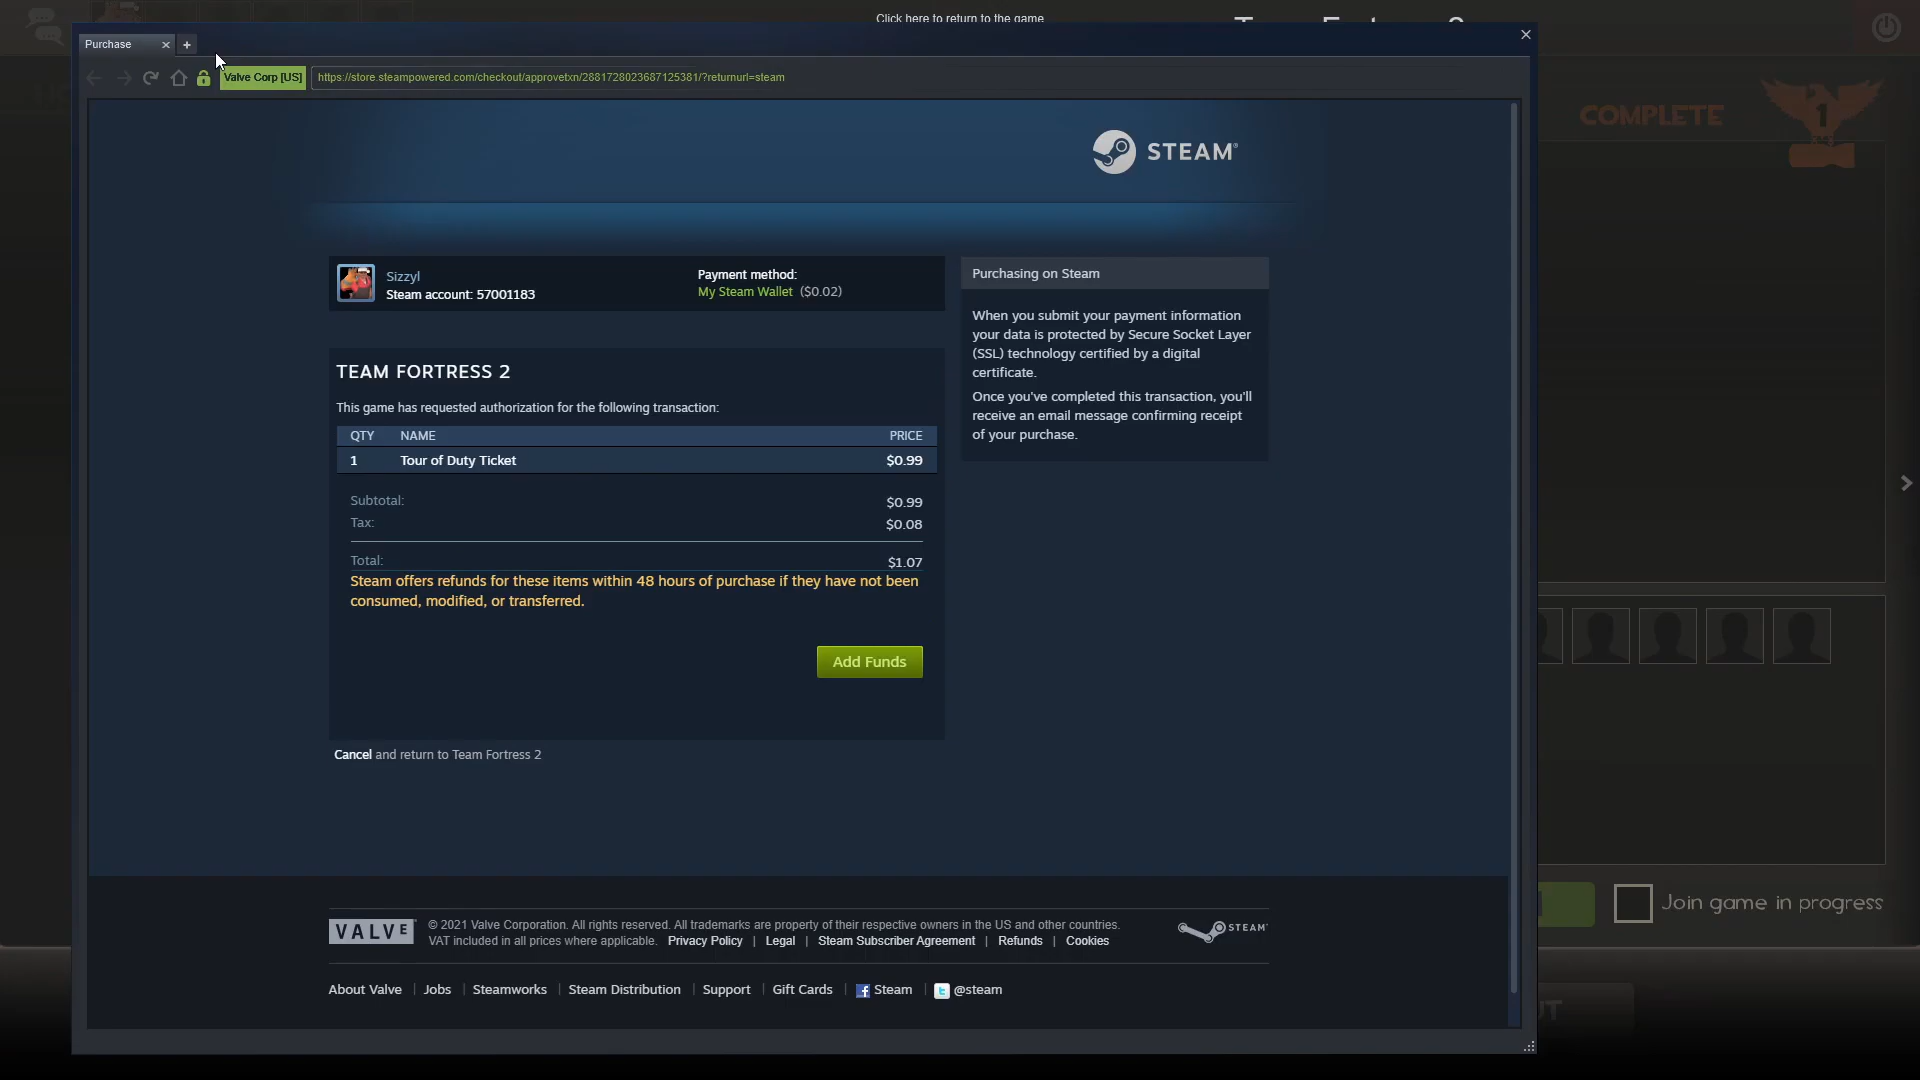 Click here to return to the game
Purchase
Valve Corp [US]
https://store.steampowered.com/checkout/approvetxn/2881728023687125381/?returnurl=steam
COMPLETE
1
STEAM®
Sizzyl
Steam account: 57001183
Payment method:
My Steam Wallet ($0.02)
Purchasing on Steam
When you submit your payment information
your data is protected by Secure Socket Layer
(SSL) technology certified by a digital
certificate.
Once you've completed this transaction, you'll
receive an email message confirming receipt
of your purchase.
TEAM FORTRESS 2
This game has requested authorization for the following transaction:
QTY NAME PRICE
1 Tour of Duty Ticket $0.99
Subtotal: $0.99
Tax: $0.08
Total: $1.07
Steam offers refunds for these items within 48 hours of purchase if they have not been
consumed, modified, or transferred.
Add Funds
Cancel and return to Team Fortress 2
Join game in progress
VALVE
© 2021 Valve Corporation. All rights reserved. All trademarks are property of their respective owners in the US and other countries.
VAT included in all prices where applicable. Privacy Policy | Legal | Steam Subscriber Agreement | Refunds | Cookies
STEAM
About Valve | Jobs | Steamworks | Steam Distribution | Support | Gift Cards | Steam | @steam